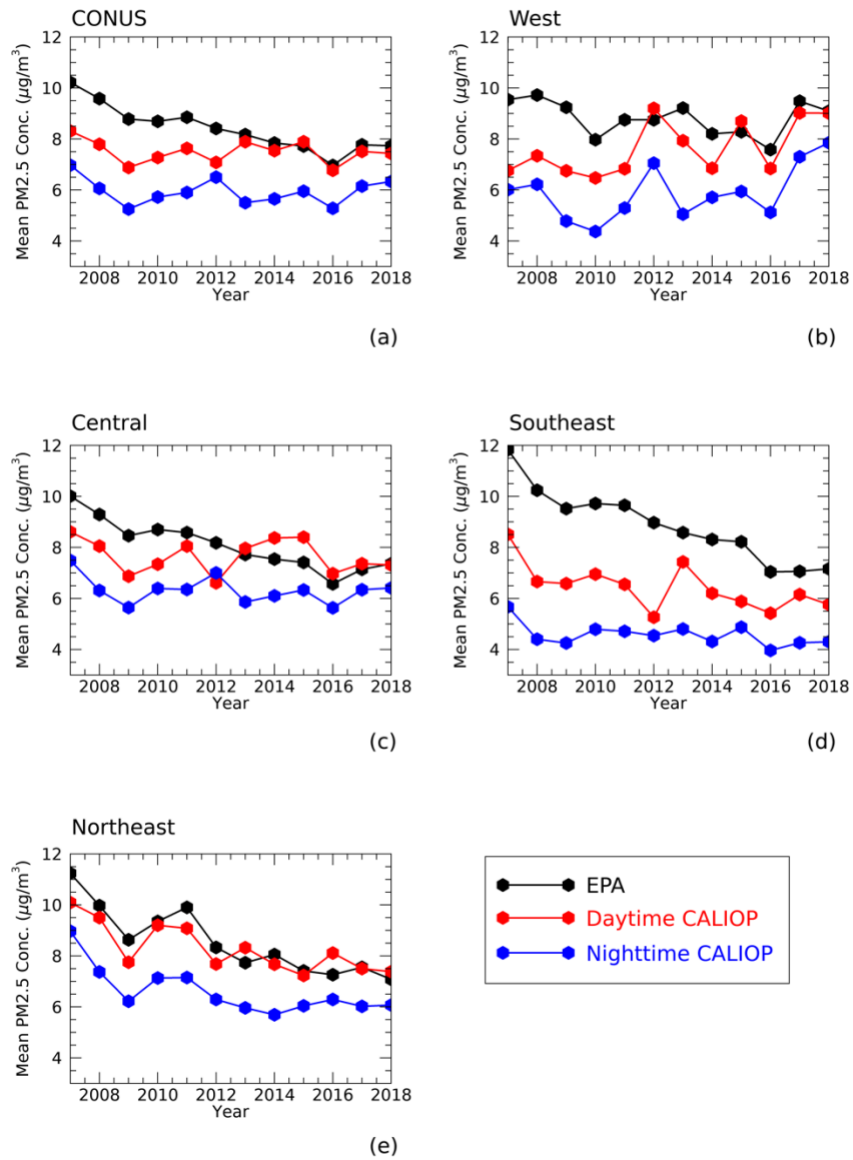 CONUS
West
12
10
8
6
4
Mean PM2.5 Conc. (µg/m³)
2008 2010 2012 2014 2016 2018
Year
(a)
12
10
8
6
4
Mean PM2.5 Conc. (µg/m³)
2008 2010 2012 2014 2016 2018
Year
(b)
Central
Southeast
12
10
8
6
4
Mean PM2.5 Conc. (µg/m³)
2008 2010 2012 2014 2016 2018
Year
(c)
12
10
8
6
4
Mean PM2.5 Conc. (µg/m³)
2008 2010 2012 2014 2016 2018
Year
(d)
Northeast
12
10
8
6
4
Mean PM2.5 Conc. (µg/m³)
2008 2010 2012 2014 2016 2018
Year
(e)
EPA
Daytime CALIOP
Nighttime CALIOP